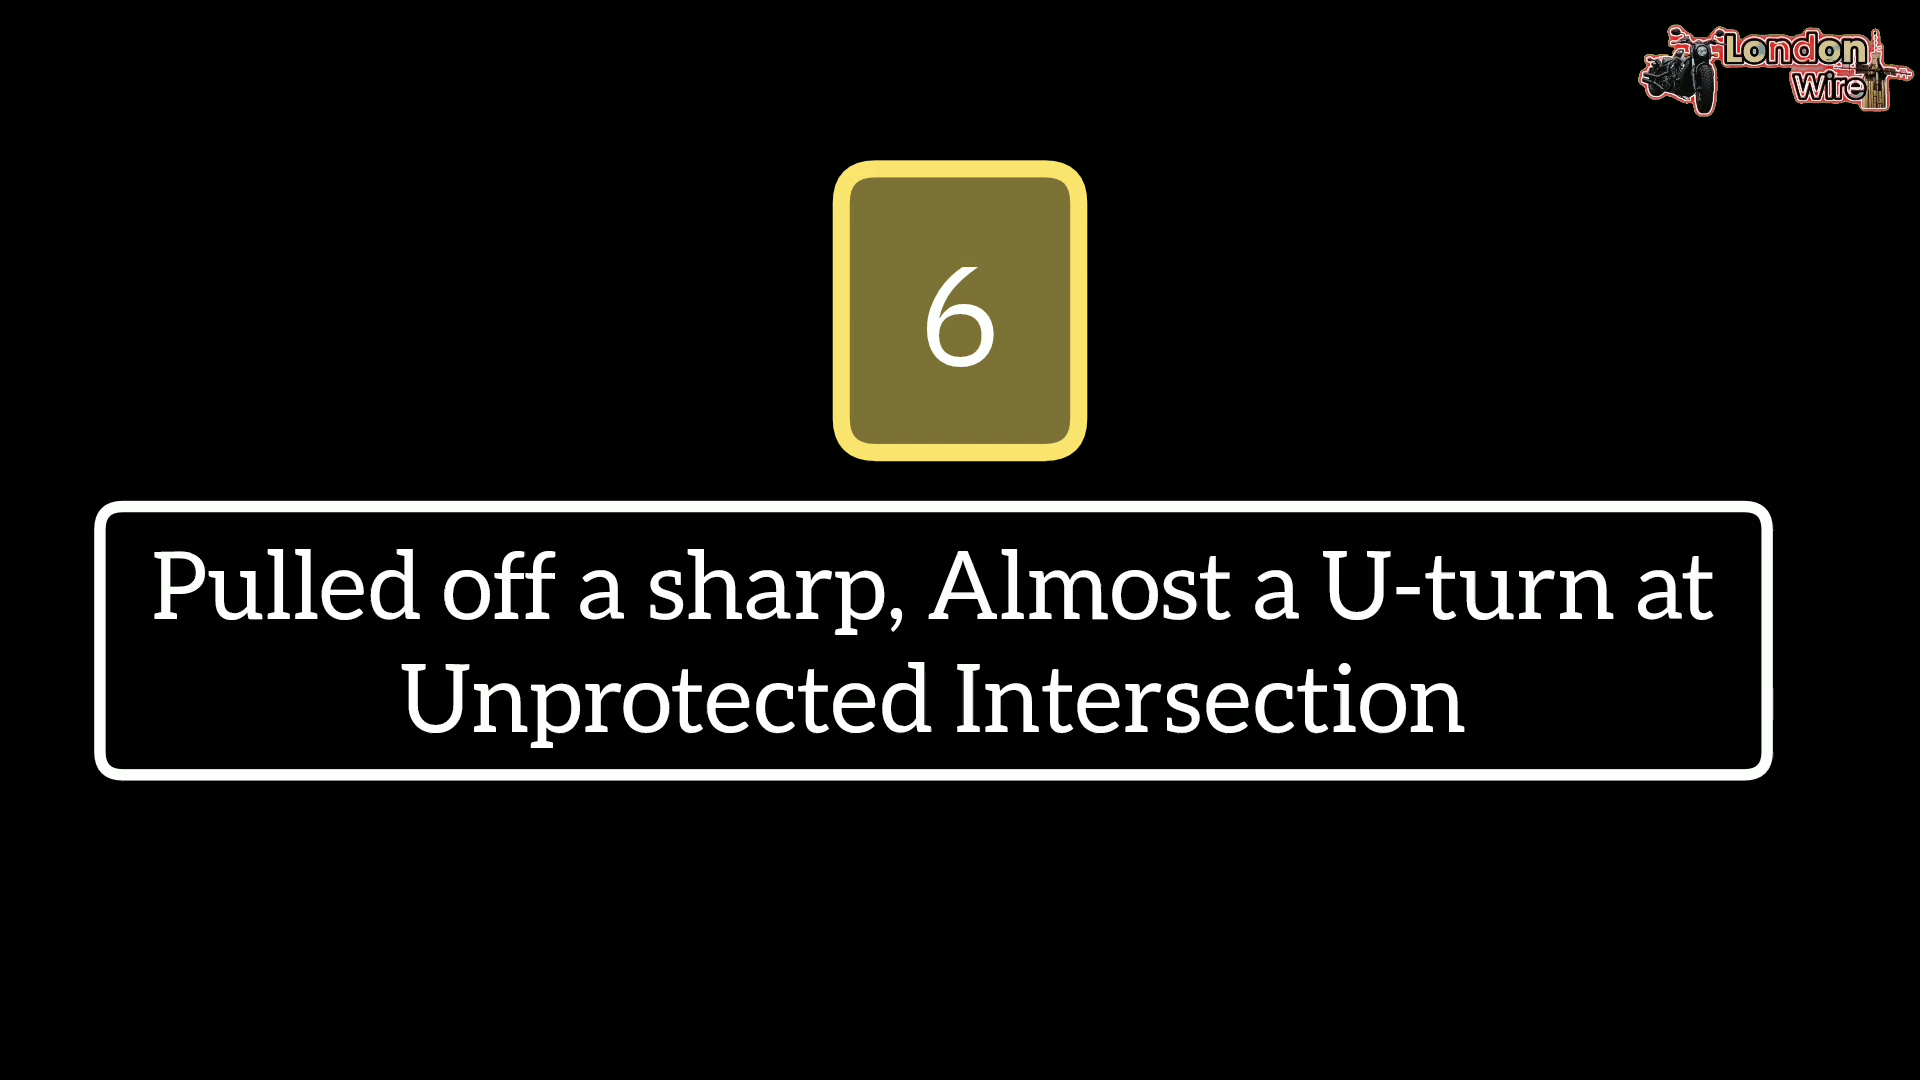 London
Wire
6
Pulled off a sharp, Almost a U-turn at
Unprotected Intersection